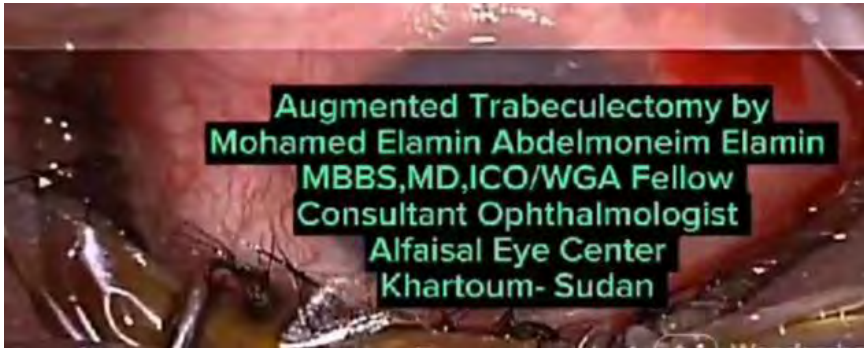 Augmented Trabeculectomy by
Mohamed Elamin Abdelmoneim Elamin
MBBS,MD,ICO/WGA Fellow
Consultant Ophthalmologist
Alfaisal Eye Center
Khartoum- Sudan